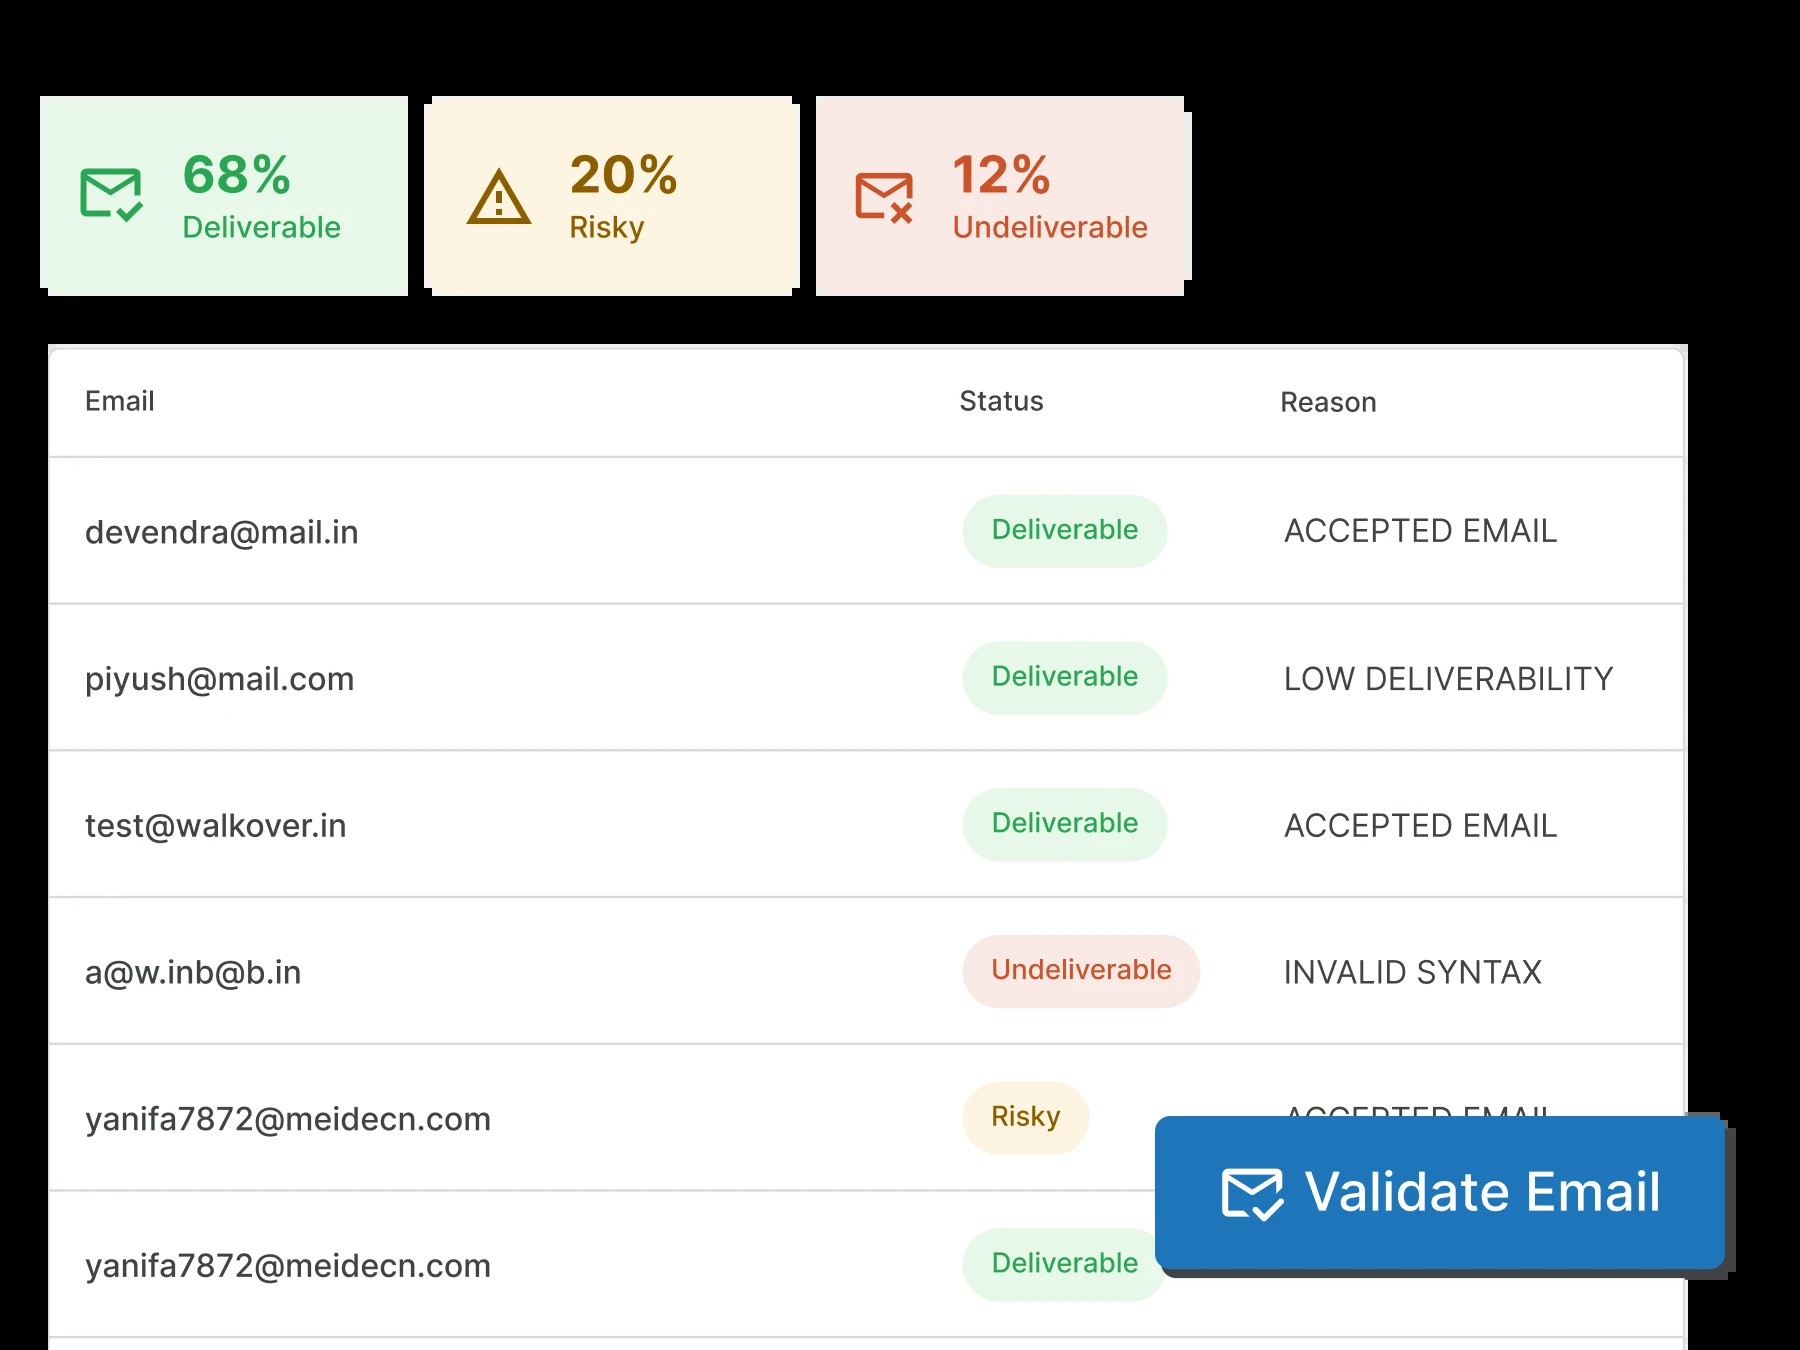 68%
Deliverable
20%
Risky
12%
Undeliverable
Email Status Reason
devendra@mail.in Deliverable ACCEPTED EMAIL
piyush@mail.com Deliverable LOW DELIVERABILITY
test@walkover.in Deliverable ACCEPTED EMAIL
a@w.inb@b.in Undeliverable INVALID SYNTAX
yanifa7872@meidecn.com Risky ACCEPTED EMAIL
Validate Email
yanifa7872@meidecn.com Deliverable